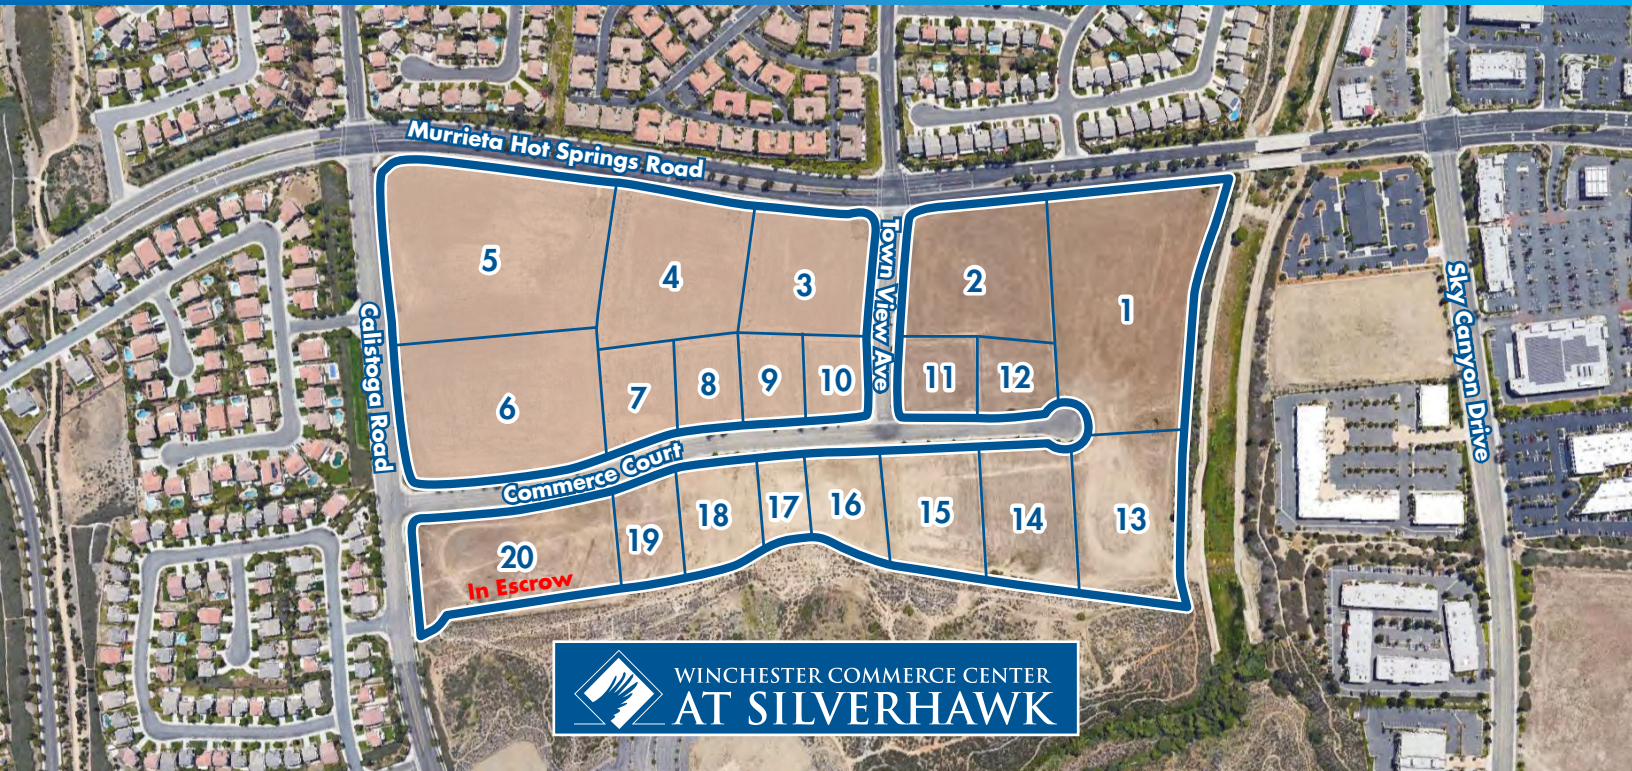 Murrieta Hot Springs Road
Town View Ave
Calistoga Road
Sky Canyon Drive
Commerce Court
5
4
3
2
1
6
7
8
9
10
11
12
20
In Escrow
19
18
17
16
15
14
13
WINCHESTER COMMERCE CENTER
AT SILVERHAWK